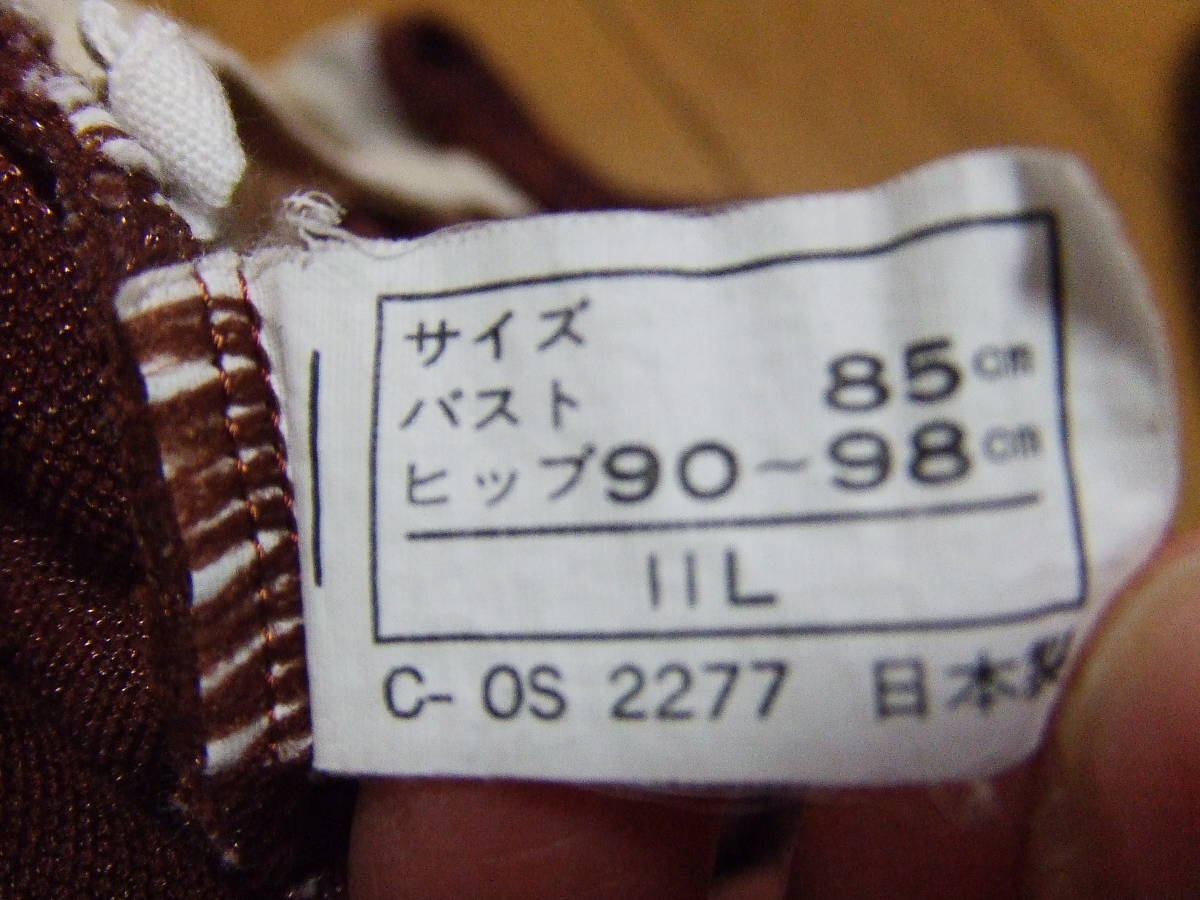 サイズ
バスト 85cm
ヒップ90~98cm
11L
C-OS 2277 日本製